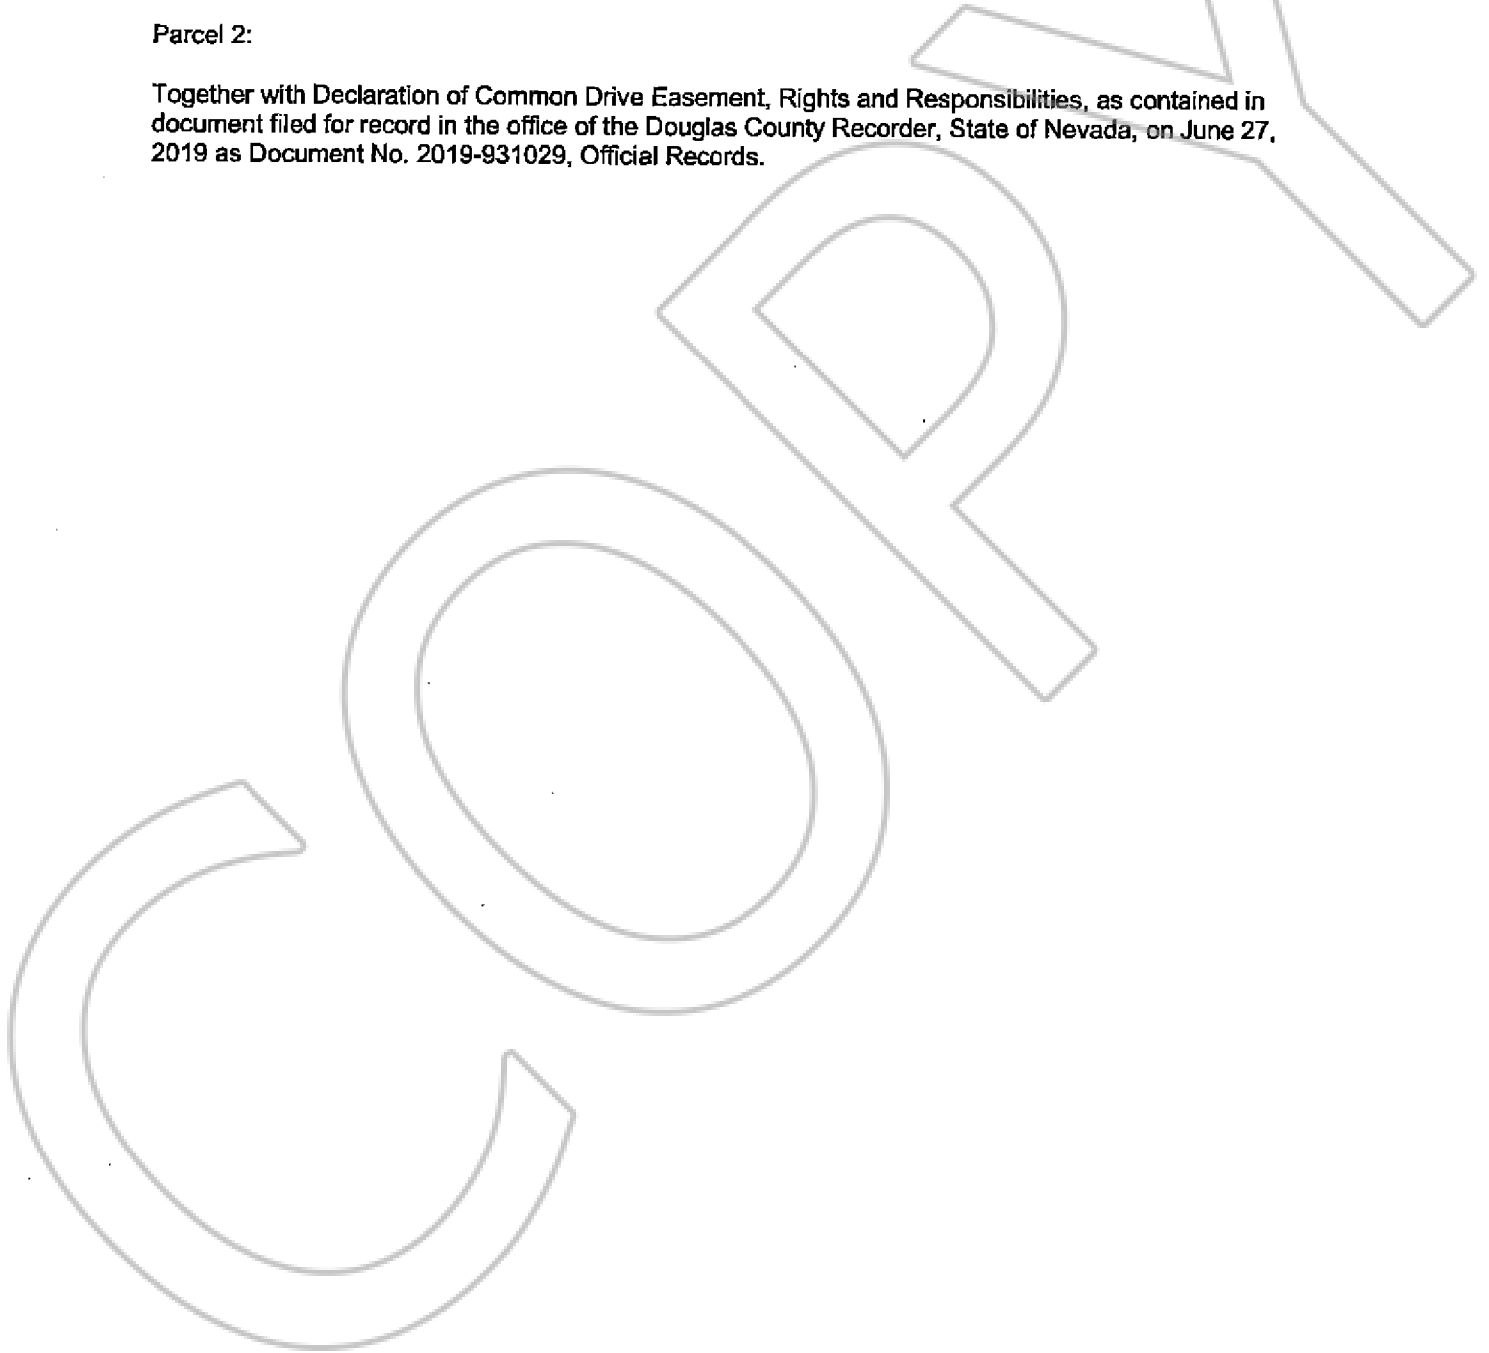 Parcel 2:
Together with Declaration of Common Drive Easement, Rights and Responsibilities, as contained in
document filed for record in the office of the Douglas County Recorder, State of Nevada, on June 27,
2019 as Document No. 2019-931029, Official Records.
COPY